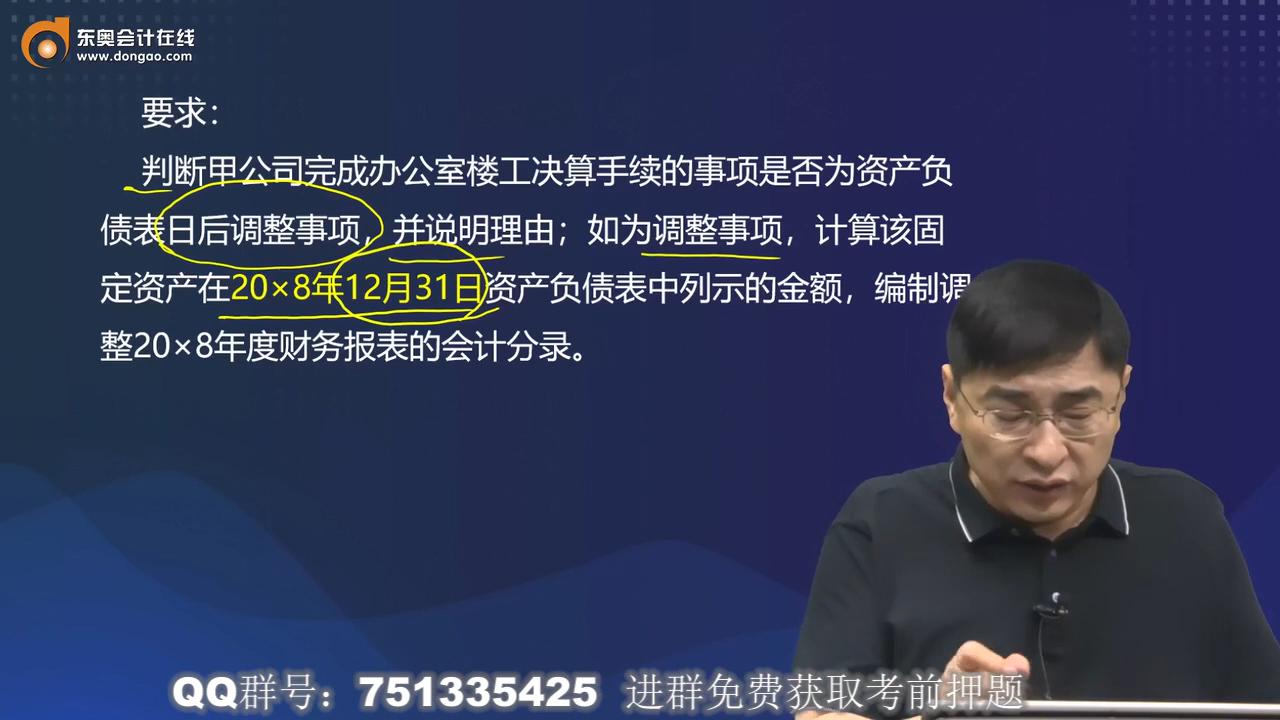 东奥会计在线
www.dongao.com
要求：
判断甲公司完成办公室楼工决算手续的事项是否为资产负
债表日后调整事项，并说明理由；如为调整事项，计算该固
定资产在20×8年12月31日资产负债表中列示的金额，编制调
整20×8年度财务报表的会计分录。
QQ群号：751335425 进群免费获取考前押题